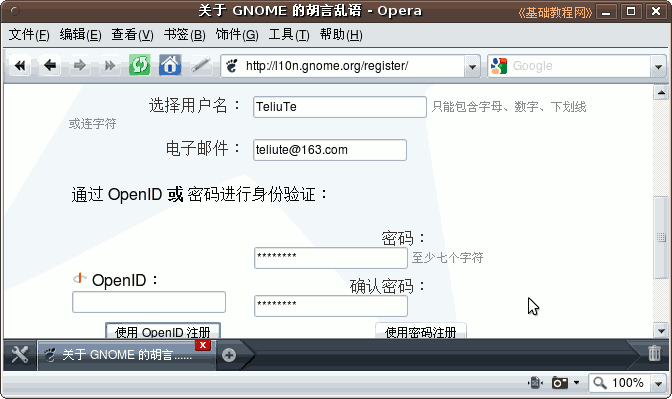 关于 GNOME 的胡言乱语 - Opera
《基础教程网》
文件(F) 编辑(E) 查看(V) 书签(B) 饰件(G) 工具(T) 帮助(H)
http://l10n.gnome.org/register/
Google
选择用户名： TeliuTe 只能包含字母、数字、下划线
或连字符
电子邮件： teliute@163.com
通过 OpenID 或 密码进行身份验证：
密码：
******** 至少七个字符
OpenID：
确认密码：
********
使用 OpenID 注册 使用密码注册
关于 GNOME 的胡言...... x
100%